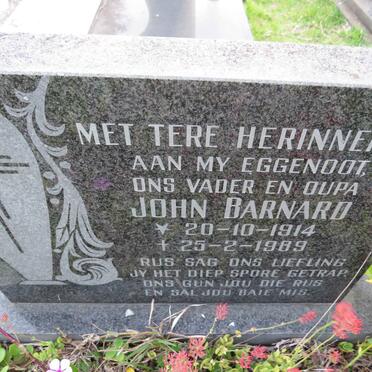 MET TERE HERINNE
AAN MY EGGENOOT,
ONS VADER EN OUPA
JOHN BARNARD
* 20-10-1914
+ 25-2-1989
RUS SAG ONS LIEFLING
JY HET DIEP SPORE GETRAP.
ONS GUN JOU DIE RUS
EN SAL JOU BAIE MIS.